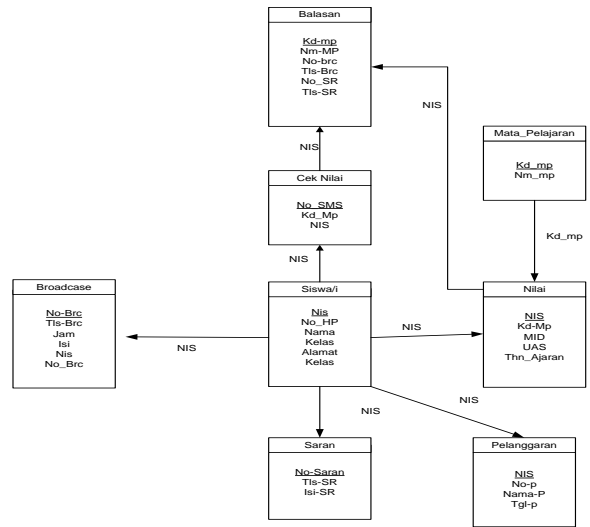 Balasan
Kd-mp
Nm-MP
No-brc
Tls-Brc
No_SR
Tls-SR
NIS
NIS
Mata_Pelajaran
Kd_mp
Nm_mp
Kd_mp
Cek Nilai
No_SMS
Kd_Mp
NIS
NIS
Broadcase
No-Brc
Tls-Brc
Jam
Isi
Nis
No_Brc
NIS
Siswa/i
Nis
No_HP
Nama
Kelas
Alamat
Kelas
NIS
Nilai
NIS
Kd-Mp
MID
UAS
Thn_Ajaran
NIS
NIS
Saran
No-Saran
Tls-SR
Isi-SR
Pelanggaran
NIS
No-p
Nama-P
Tgl-p